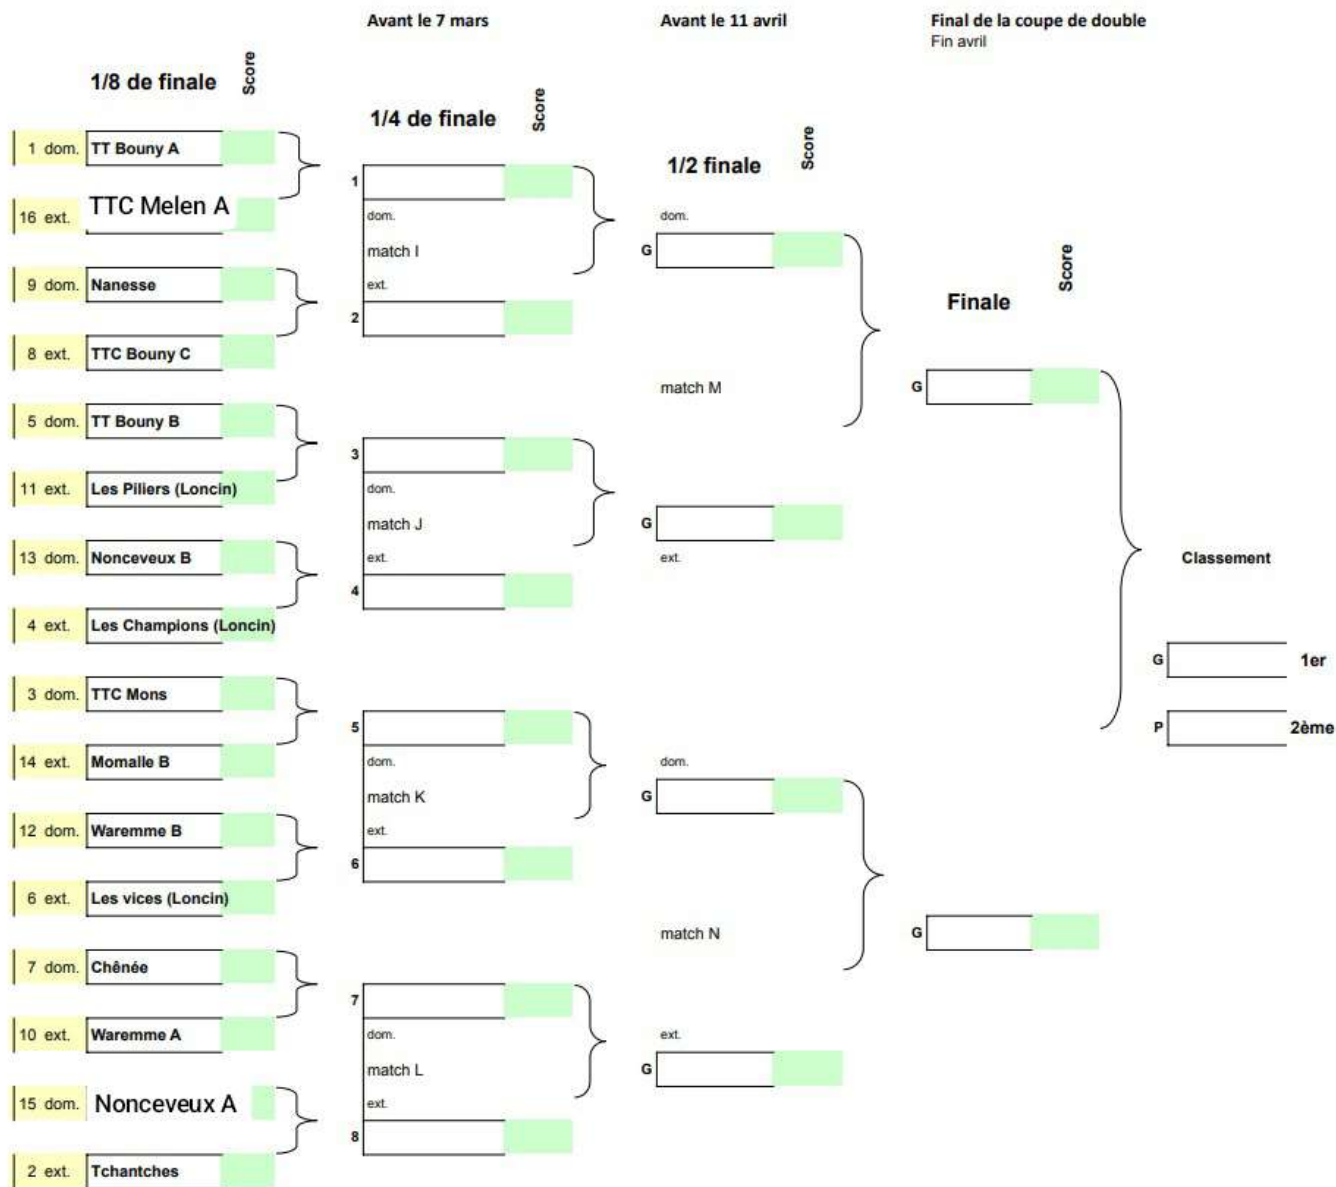 Avant le 7 mars
Avant le 11 avril
Final de la coupe de double
Fin avril
1/8 de finale
Score
1/4 de finale
Score
1/2 finale
Score
Finale
Score
1 dom. TT Bouny A
16 ext. TTC Melen A
9 dom. Nanesse
8 ext. TTC Bouny C
5 dom. TT Bouny B
11 ext. Les Piliers (Loncin)
13 dom. Nonceveux B
4 ext. Les Champions (Loncin)
3 dom. TTC Mons
14 ext. Momalle B
12 dom. Waremme B
6 ext. Les vices (Loncin)
7 dom. Chênée
10 ext. Waremme A
15 dom. Nonceveux A
2 ext. Tchantches
1
dom.
match I
ext.
2
3
dom.
match J
ext.
4
5
dom.
match K
ext.
6
7
dom.
match L
ext.
8
dom.
G
match M
G
ext.
dom.
G
match N
ext.
G
G
G
Classement
G 1er
P 2ème